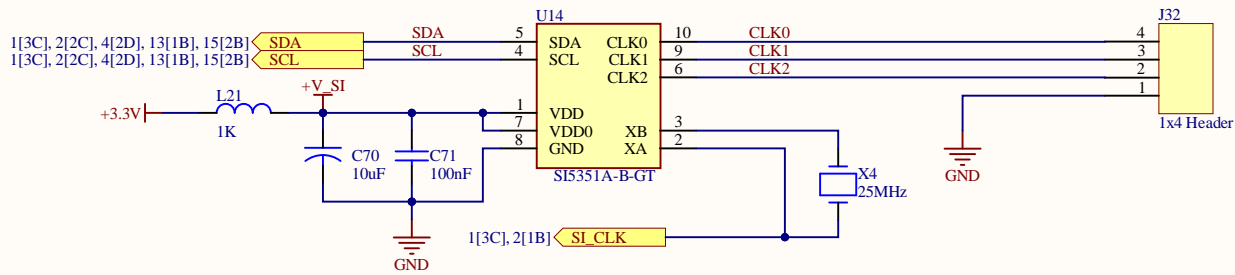 U14
J32
1[3C], 2[2C], 4[2D], 13[1B], 15[2B] SDA SDA 5 SDA CLK0 10 CLK0 4
1[3C], 2[2C], 4[2D], 13[1B], 15[2B] SCL SCL 4 SCL CLK1 9 CLK1 3
CLK2 6 CLK2 2
1
+V_SI
L21
+3.3V
1K
1 VDD
7 VDD0 XB 3
8 GND XA 2
1x4 Header
C70
10uF
C71
100nF
SI5351A-B-GT
X4
25MHz
GND
1[3C], 2[1B] SI_CLK
GND